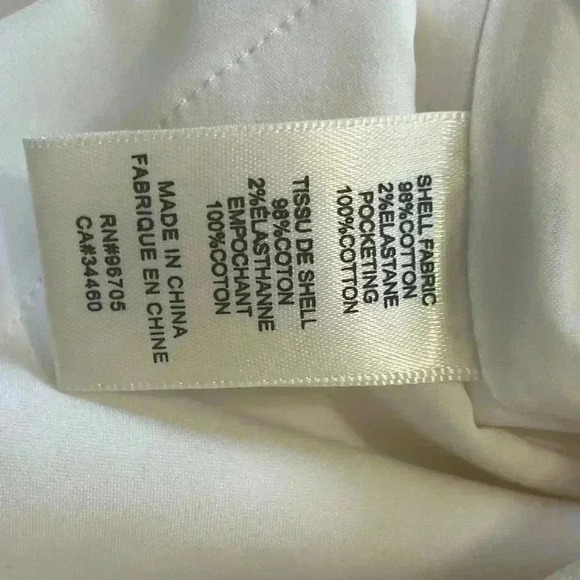 SHELL FABRIC
98%COTTON
2%ELASTANE
POCKETING
100%COTTON
TISSU DE SHELL
98%COTON
2%ÉLASTHANNE
EMPOCHANT
100%COTON
MADE IN CHINA
FABRIQUE EN CHINE
RN#96705
CA#34460